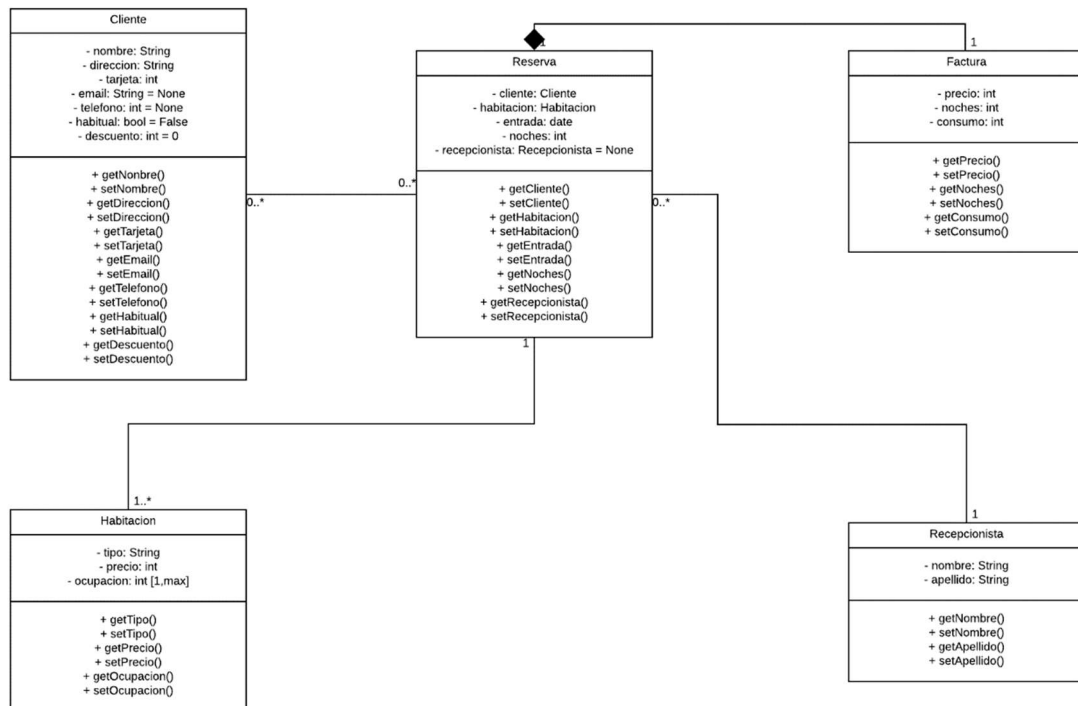 Cliente
- nombre: String
- direccion: String
- tarjeta: int
- email: String = None
- telefono: int = None
- habitual: bool = False
- descuento: int = 0
+ getNonbre()
+ setNombre()
+ getDireccion()
+ setDireccion()
+ getTarjeta()
+ setTarjeta()
+ getEmail()
+ setEmail()
+ getTelefono()
+ setTelefono()
+ getHabitual()
+ setHabitual()
+ getDescuento()
+ setDescuento()
0..*
0..*
1
Reserva
- cliente: Cliente
- habitacion: Habitacion
- entrada: date
- noches: int
- recepcionista: Recepcionista = None
+ getCliente()
+ setCliente()
+ getHabitacion()
+ setHabitacion()
+ getEntrada()
+ setEntrada()
+ getNoches()
+ setNoches()
+ getRecepcionista()
+ setRecepcionista()
0..*
1
1
Factura
- precio: int
- noches: int
- consumo: int
+ getPrecio()
+ setPrecio()
+ getNoches()
+ setNoches()
+ getConsumo()
+ setConsumo()
1..*
Habitacion
- tipo: String
- precio: int
- ocupacion: int [1,max]
+ getTipo()
+ setTipo()
+ getPrecio()
+ setPrecio()
+ getOcupacion()
+ setOcupacion()
1
Recepcionista
- nombre: String
- apellido: String
+ getNombre()
+ setNombre()
+ getApellido()
+ setApellido()